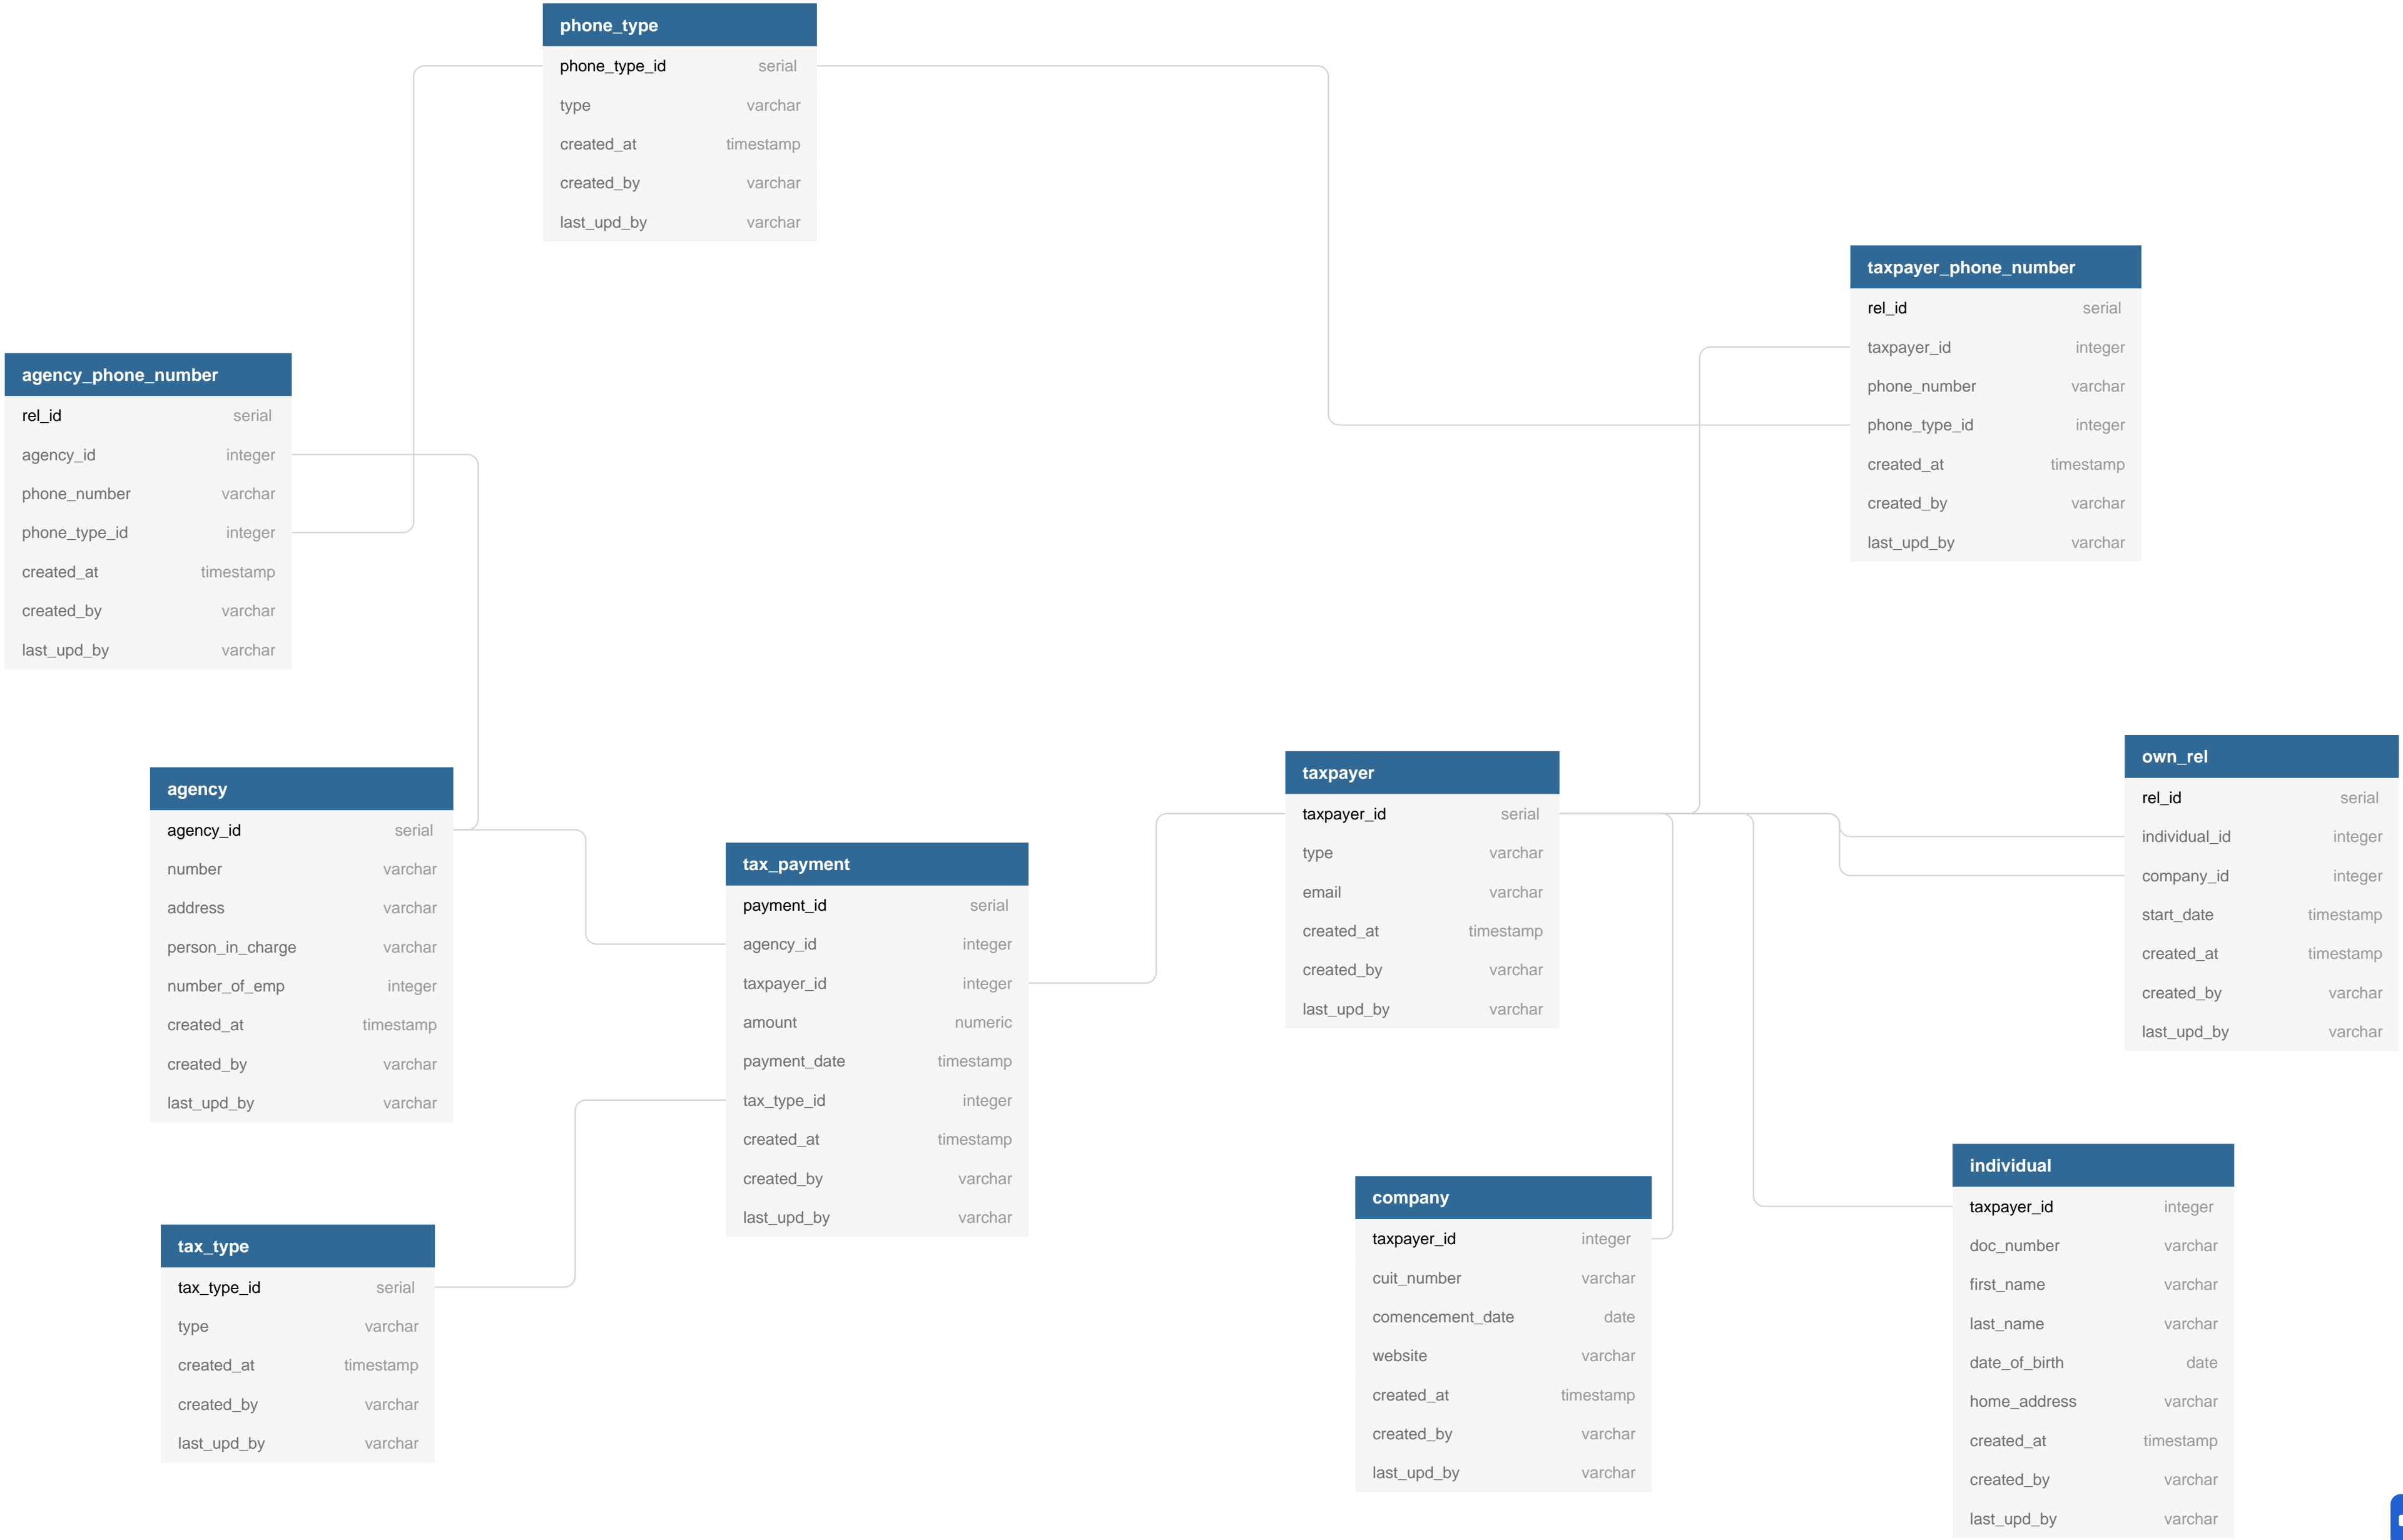 phone_type
phone_type_id serial
type varchar
created_at timestamp
created_by varchar
last_upd_by varchar
taxpayer_phone_number
rel_id serial
taxpayer_id integer
phone_number varchar
phone_type_id integer
created_at timestamp
created_by varchar
last_upd_by varchar
agency_phone_number
rel_id serial
agency_id integer
phone_number varchar
phone_type_id integer
created_at timestamp
created_by varchar
last_upd_by varchar
agency
agency_id serial
number varchar
address varchar
person_in_charge varchar
number_of_emp integer
created_at timestamp
created_by varchar
last_upd_by varchar
tax_payment
payment_id serial
agency_id integer
taxpayer_id integer
amount numeric
payment_date timestamp
tax_type_id integer
created_at timestamp
created_by varchar
last_upd_by varchar
taxpayer
taxpayer_id serial
type varchar
email varchar
created_at timestamp
created_by varchar
last_upd_by varchar
own_rel
rel_id serial
individual_id integer
company_id integer
start_date timestamp
created_at timestamp
created_by varchar
last_upd_by varchar
tax_type
tax_type_id serial
type varchar
created_at timestamp
created_by varchar
last_upd_by varchar
company
taxpayer_id integer
cuit_number varchar
comencement_date date
website varchar
created_at timestamp
created_by varchar
last_upd_by varchar
individual
taxpayer_id integer
doc_number varchar
first_name varchar
last_name varchar
date_of_birth date
home_address varchar
created_at timestamp
created_by varchar
last_upd_by varchar